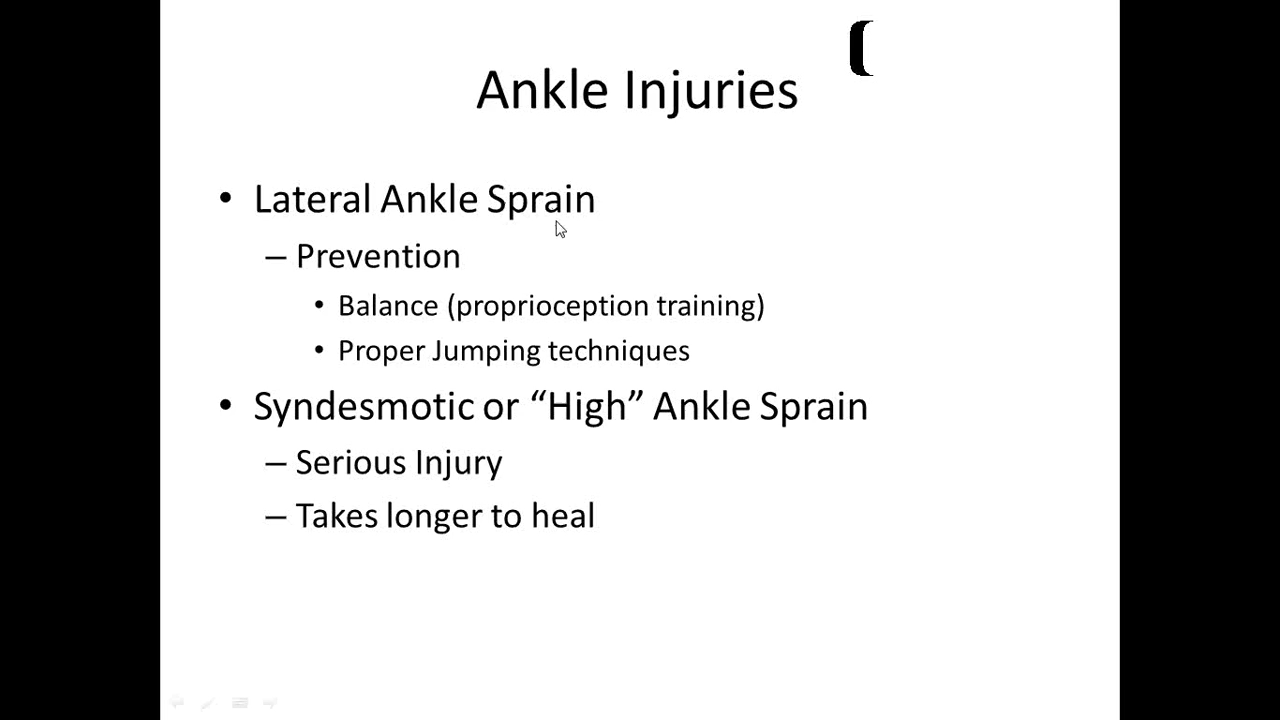 Ankle Injuries
• Lateral Ankle Sprain
– Prevention
• Balance (proprioception training)
• Proper Jumping techniques
• Syndesmotic or “High” Ankle Sprain
– Serious Injury
– Takes longer to heal